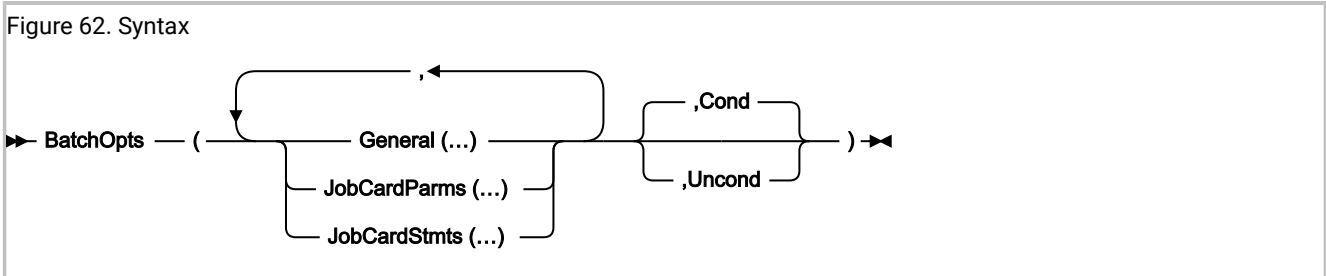 Figure 62. Syntax
,
,Cond
BatchOpts ( General (...) )
,Uncond
JobCardParms (...)
JobCardStmts (...)